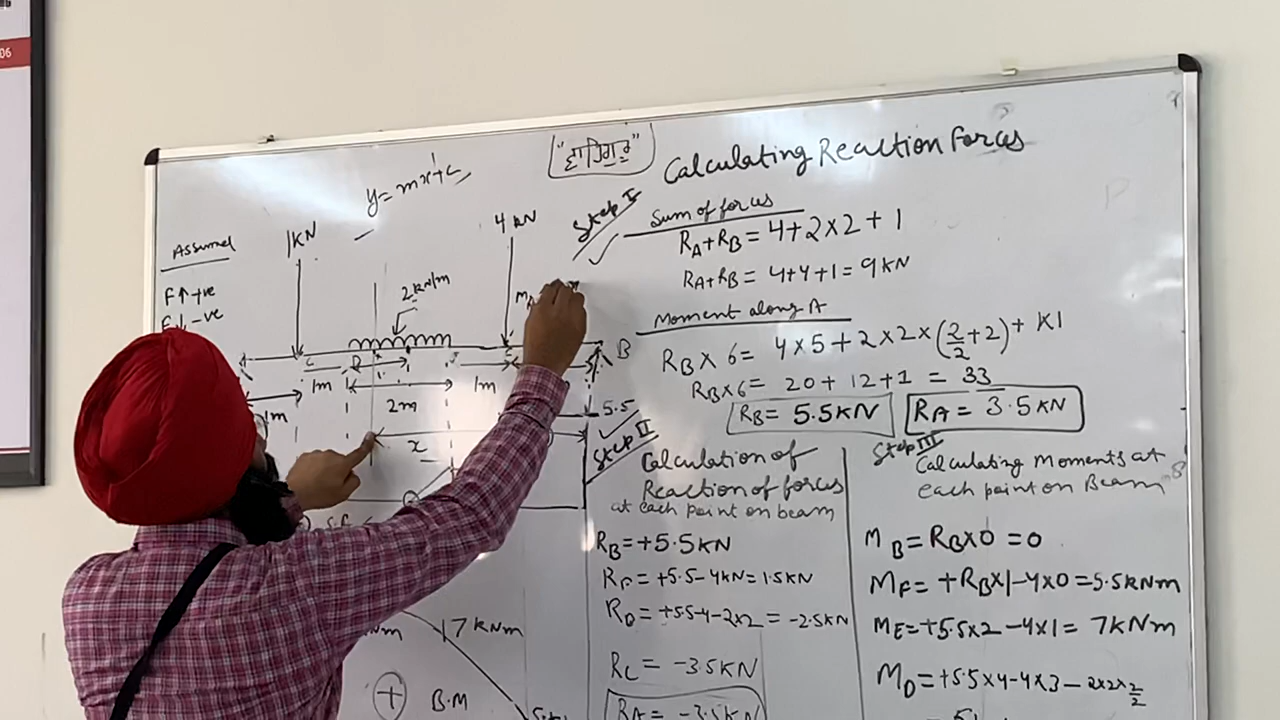 06
"ਵਾਹਿਗੁਰੂ"
Calculating Reaction Forces
y=mx+c
Assumed
F↑+ve
F↓-ve
1KN
2kN/m
4kN
1m
1m
2m
1m
x
B
5.5
Step I
Sum of forces
RA+RB=4+2×2+1
RA+RB=4+4+1=9KN
Moment along A
RB×6= 4×5+2×2×(2/2+2)+1×1
RB×6= 20+12+1 = 33
RB= 5.5KN
RA= 3.5KN
Step II
Calculation of
Reaction of forces
at each point on beam
RB=+5.5KN
RF=+5.5-4KN=1.5KN
RD=+5.5-4-2×2=-2.5KN
RC= -3.5KN
RA= -3.5KN
Step III
Calculating Moments at
each point on Beam
MB=RB×0=0
MF=+RB×1-4×0=5.5KNm
ME=+5.5×2-4×1= 7KNm
MD=+5.5×4-4×3-2×2×2/2
7KNm
+
B.M